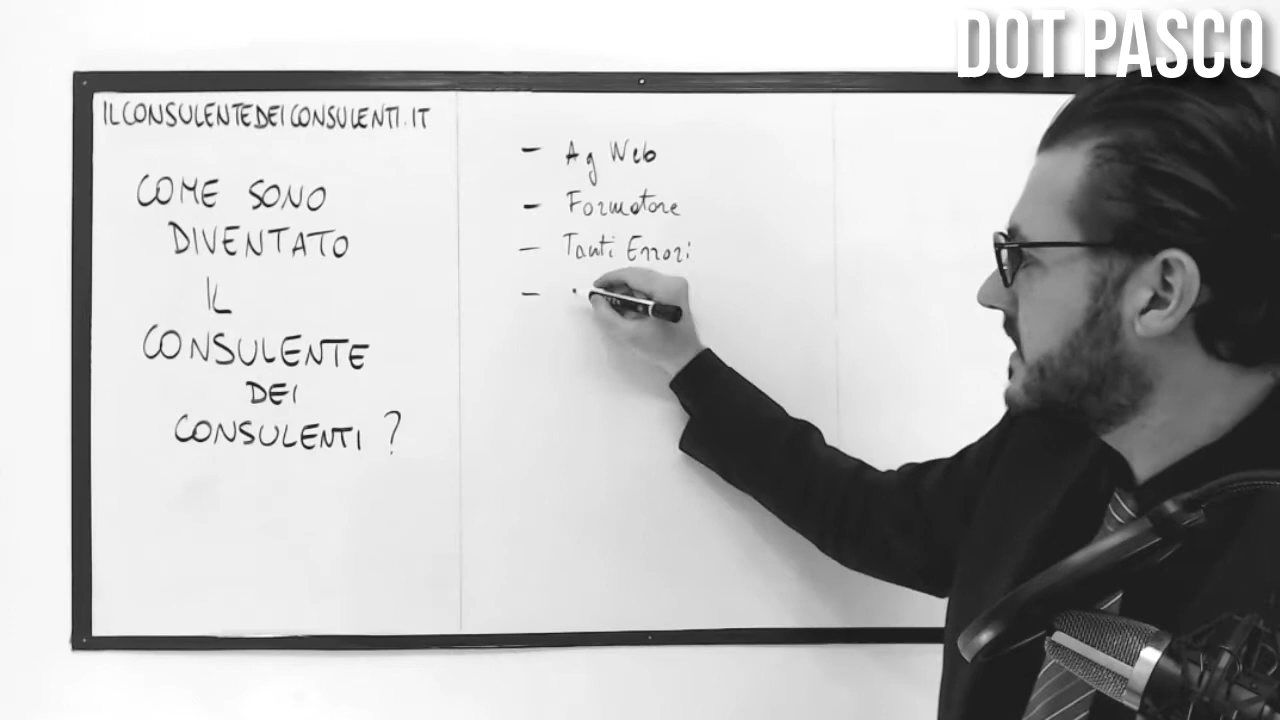 DOT PASCO
ILCONSULENTEDEICONSULENTI.IT
COME SONO
DIVENTATO
IL
CONSULENTE
DEI
CONSULENTI?
- Ag Web
- Formatore
- Tanti Errori
-